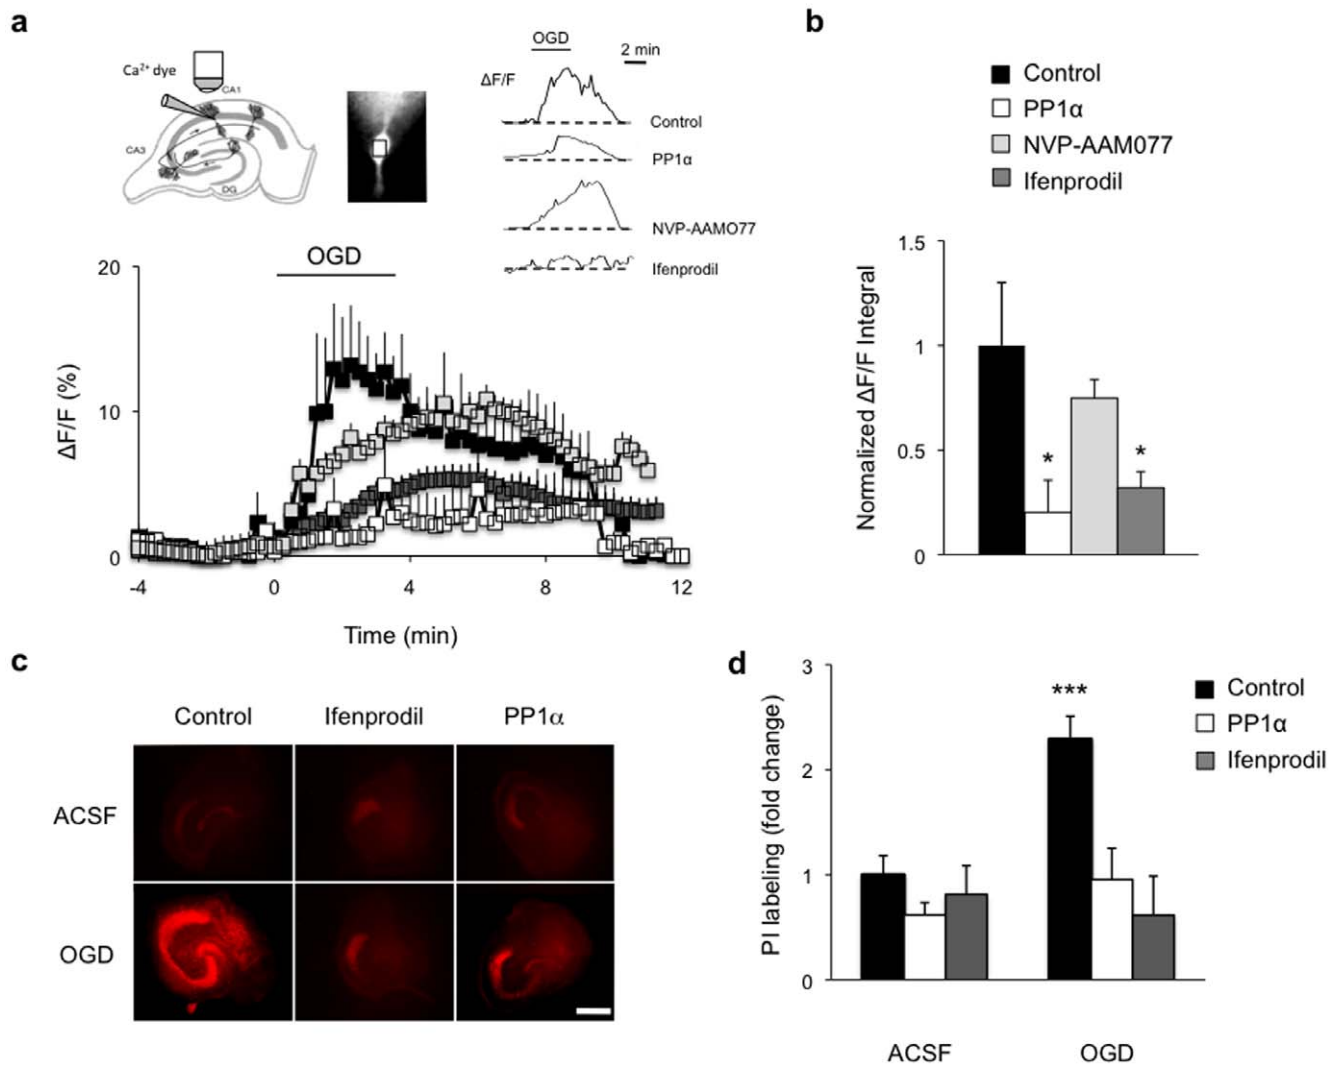 a
Ca2+ dye
CA1
CA3
DG
OGD
2 min
ΔF/F
Control
PP1α
NVP-AAMO77
Ifenprodil
OGD
20
10
0
ΔF/F (%)
-4 0 4 8 12
Time (min)
b
Control
PP1α
NVP-AAM077
Ifenprodil
1.5
1
0.5
0
Normalized ΔF/F Integral
* *
c
Control Ifenprodil PP1α
ACSF
OGD
d
3
2
1
0
PI labeling (fold change)
***
Control
PP1α
Ifenprodil
ACSF OGD